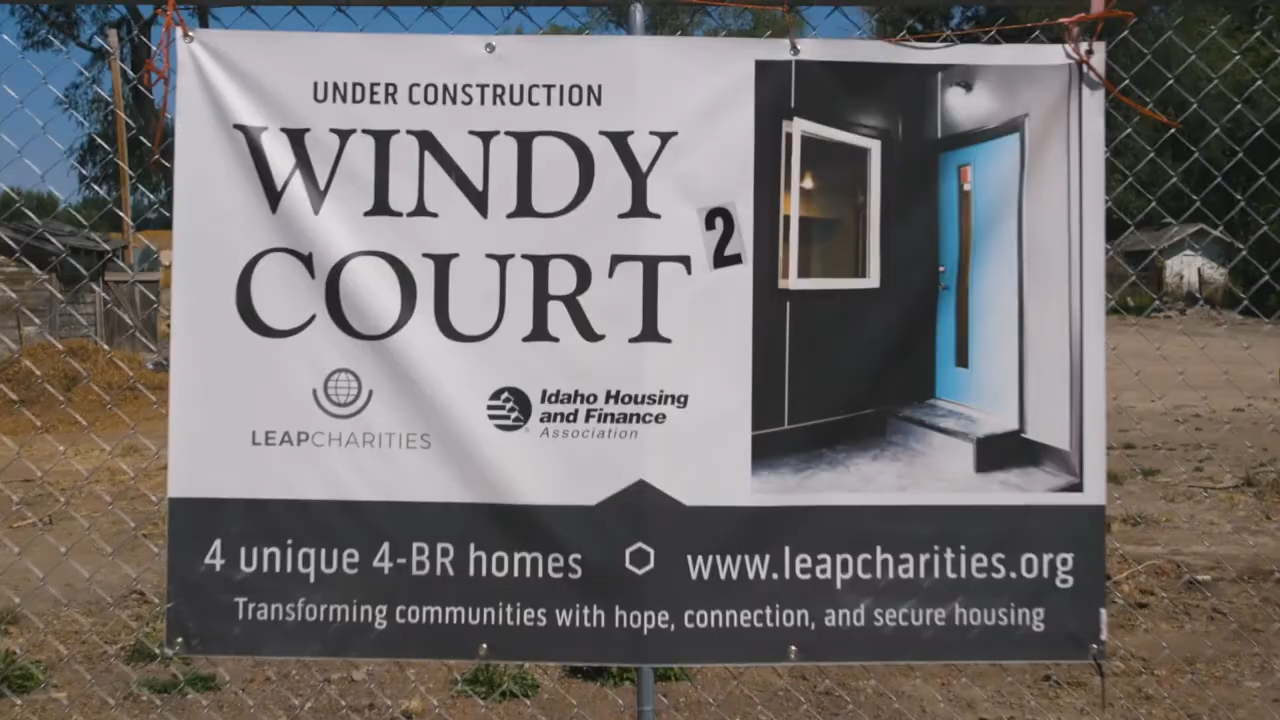 UNDER CONSTRUCTION
WINDY
COURT 2
LEAPCHARITIES
Idaho Housing
and Finance
Association
4 unique 4-BR homes
www.leapcharities.org
Transforming communities with hope, connection, and secure housing